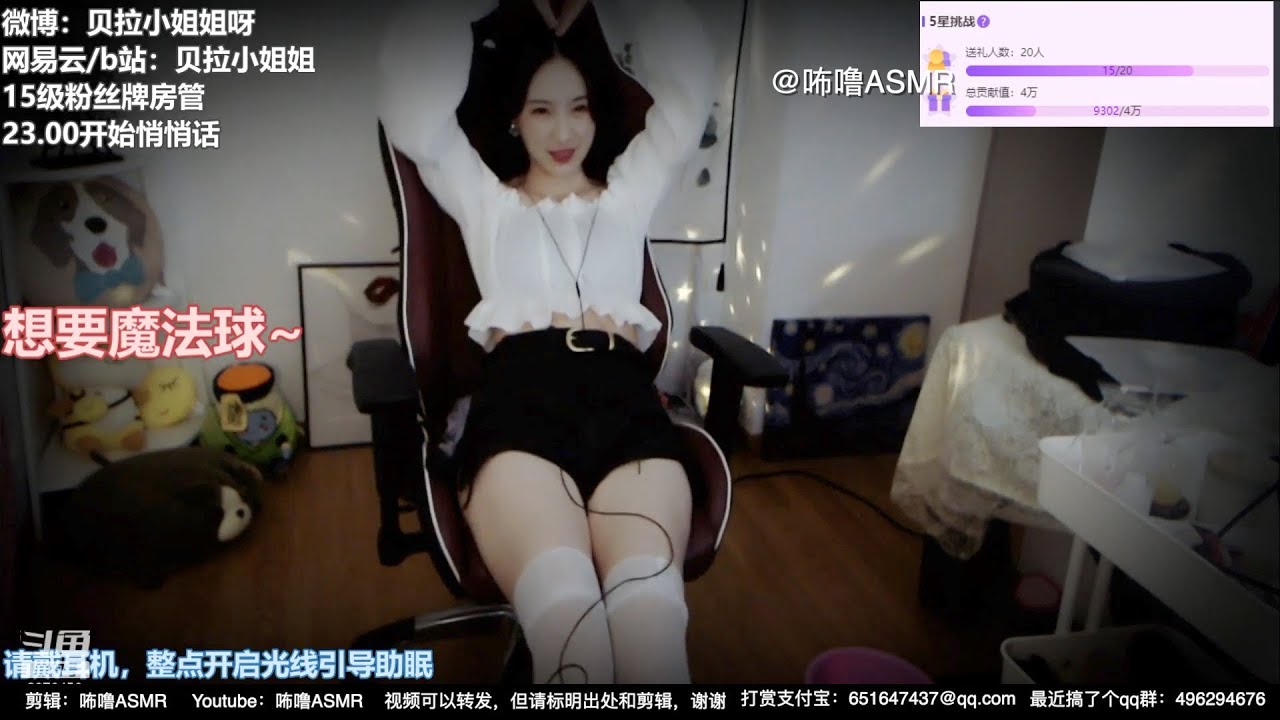 微博：贝拉小姐姐呀
网易云/b站：贝拉小姐姐
15级粉丝牌房管
23.00开始悄悄话
5星挑战?
送礼人数：20人
15/20
总贡献值：4万
9302/4万
@咘噜ASMR
想要魔法球~
斗鱼
请戴耳机，整点开启光线引导助眠
剪辑：咘噜ASMR Youtube：咘噜ASMR 视频可以转发，但请标明出处和剪辑，谢谢 打赏支付宝：651647437@qq.com 最近搞了个qq群：496294676